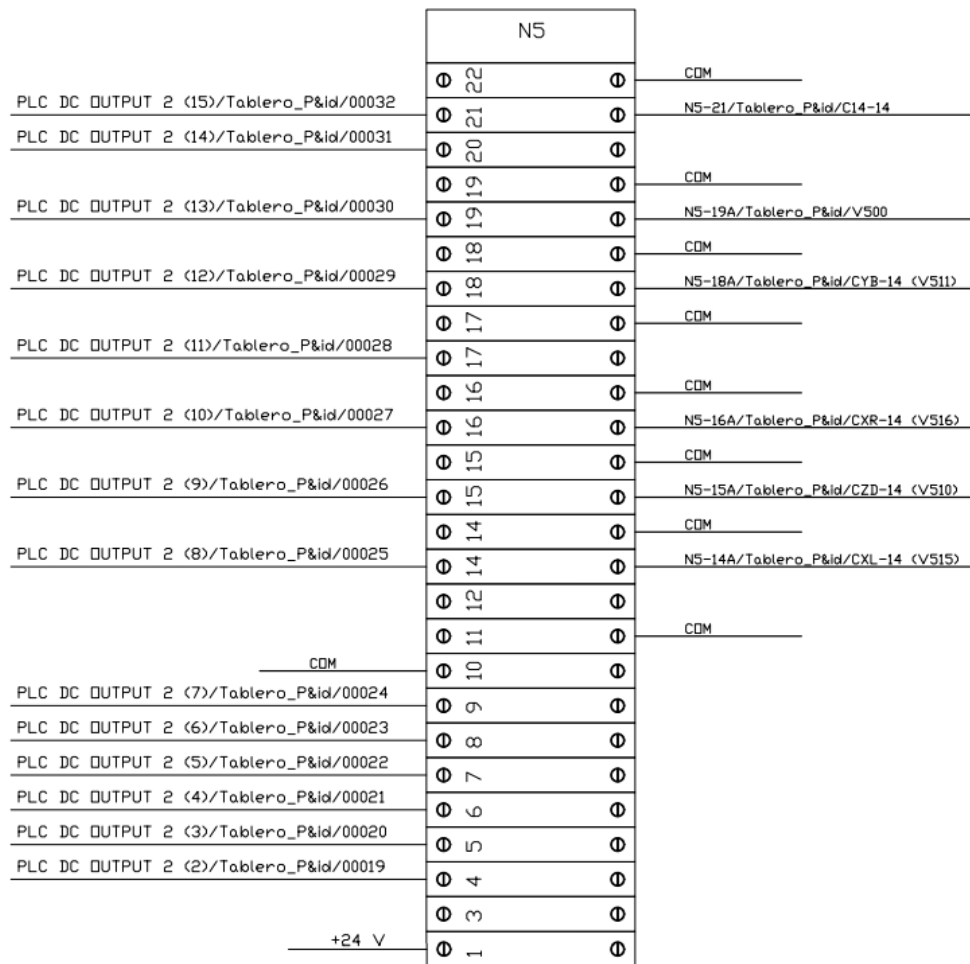 N5
22 COM
PLC DC OUTPUT 2 (15)/Tablero_P&id/00032 21 N5-21/Tablero_P&id/C14-14
PLC DC OUTPUT 2 (14)/Tablero_P&id/00031 20
19 COM
PLC DC OUTPUT 2 (13)/Tablero_P&id/00030 19 N5-19A/Tablero_P&id/V500
18 COM
PLC DC OUTPUT 2 (12)/Tablero_P&id/00029 18 N5-18A/Tablero_P&id/CYB-14 (V511)
17 COM
PLC DC OUTPUT 2 (11)/Tablero_P&id/00028 17
16 COM
PLC DC OUTPUT 2 (10)/Tablero_P&id/00027 16 N5-16A/Tablero_P&id/CXR-14 (V516)
15 COM
PLC DC OUTPUT 2 (9)/Tablero_P&id/00026 15 N5-15A/Tablero_P&id/CZD-14 (V510)
14 COM
PLC DC OUTPUT 2 (8)/Tablero_P&id/00025 14 N5-14A/Tablero_P&id/CXL-14 (V515)
12
11 COM
COM 10
PLC DC OUTPUT 2 (7)/Tablero_P&id/00024 9
PLC DC OUTPUT 2 (6)/Tablero_P&id/00023 8
PLC DC OUTPUT 2 (5)/Tablero_P&id/00022 7
PLC DC OUTPUT 2 (4)/Tablero_P&id/00021 6
PLC DC OUTPUT 2 (3)/Tablero_P&id/00020 5
PLC DC OUTPUT 2 (2)/Tablero_P&id/00019 4
3
+24 V 1